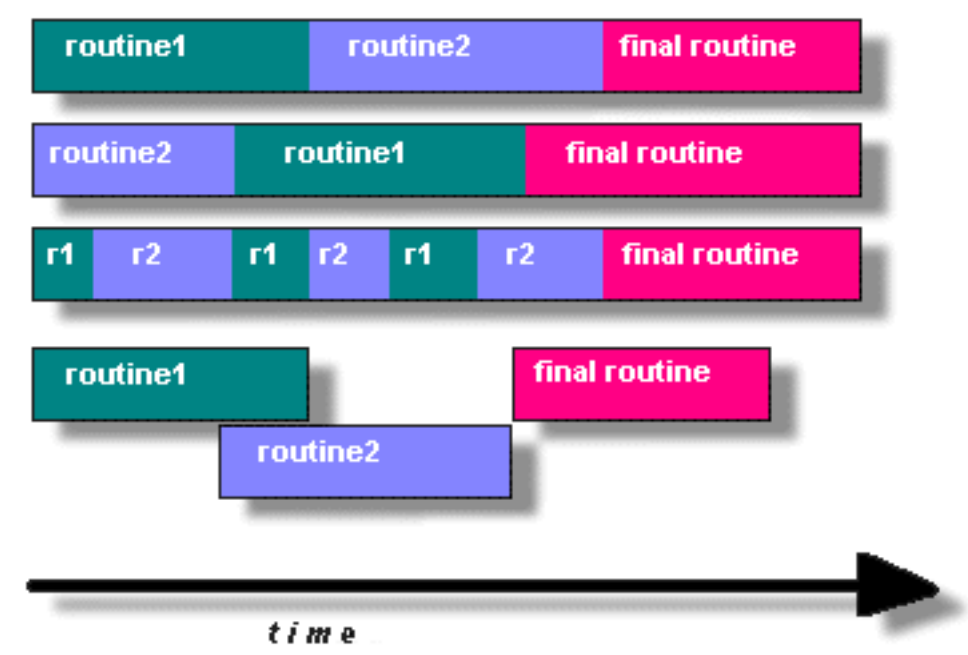 routine1 routine2 final routine
routine2 routine1 final routine
r1 r2 r1 r2 r1 r2 final routine
routine1 final routine
routine2
time